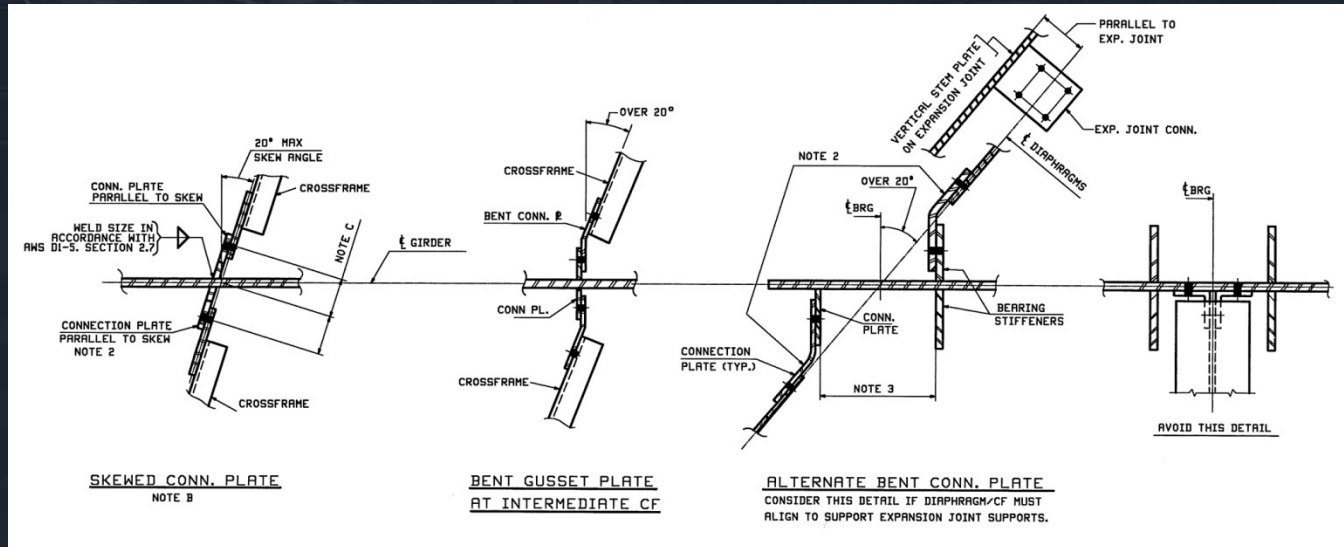 20° MAX
SKEW ANGLE
CONN. PLATE
PARALLEL TO SKEW
CROSSFRAME
WELD SIZE IN
ACCORDANCE WITH
AWS D1-5. SECTION 2.7
NOTE C
CONNECTION PLATE
PARALLEL TO SKEW
NOTE 2
CROSSFRAME
SKEWED CONN. PLATE
NOTE B
℄ GIRDER
OVER 20°
CROSSFRAME
BENT CONN. ℞
CONN PL.
CROSSFRAME
BENT GUSSET PLATE
AT INTERMEDIATE CF
PARALLEL TO
EXP. JOINT
VERTICAL STEM PLATE
ON EXPANSION JOINT
EXP. JOINT CONN.
℄ DIAPHRAGMS
NOTE 2
OVER 20°
℄ BRG
CONN.
PLATE
BEARING
STIFFENERS
CONNECTION
PLATE (TYP.)
NOTE 3
ALTERNATE BENT CONN. PLATE
CONSIDER THIS DETAIL IF DIAPHRAGM/CF MUST
ALIGN TO SUPPORT EXPANSION JOINT SUPPORTS.
℄ BRG
AVOID THIS DETAIL